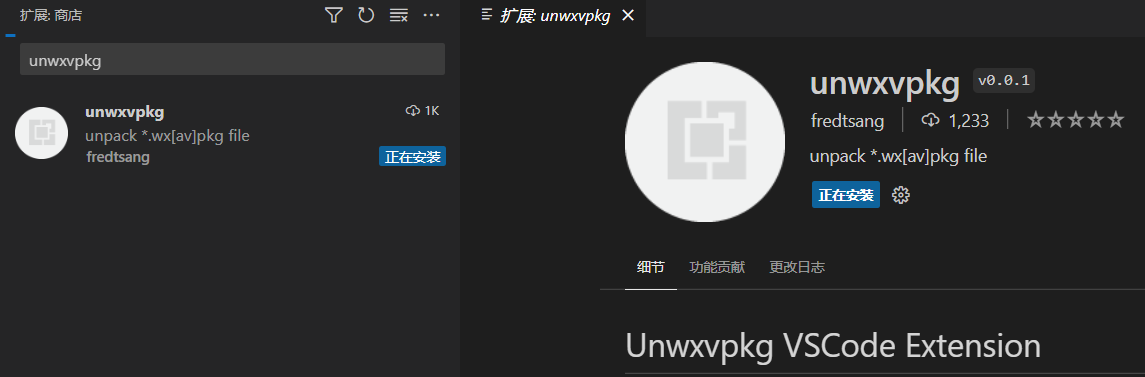 扩展: 商店
unwxvpkg
unwxvpkg 1K
unpack *.wx[av]pkg file
fredtsang 正在安装
扩展: unwxvpkg
unwxvpkg v0.0.1
fredtsang 1,233
unpack *.wx[av]pkg file
正在安装
细节 功能贡献 更改日志
Unwxvpkg VSCode Extension